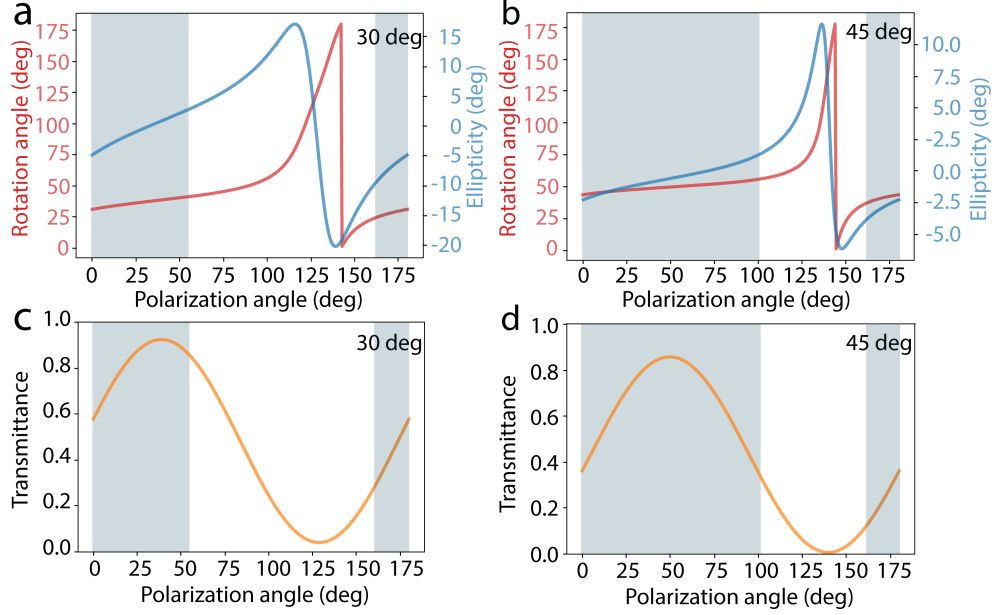 a
30 deg
175
150
125
100
75
50
25
0
Rotation angle (deg)
15
10
5
0
-5
-10
-15
-20
Ellipticity (deg)
0 25 50 75 100 125 150 175
Polarization angle (deg)
b
45 deg
175
150
125
100
75
50
25
0
Rotation angle (deg)
10.0
7.5
5.0
-2.5
0.0
-2.5
-5.0
Ellipticity (deg)
0 25 50 75 100 125 150 175
Polarization angle (deg)
c
30 deg
1.0
0.8
0.6
0.4
0.2
0.0
Transmittance
0 25 50 75 100 125 150 175
Polarization angle (deg)
d
45 deg
1.0
0.8
0.6
0.4
0.2
0.0
Transmittance
0 25 50 75 100 125 150 175
Polarization angle (deg)